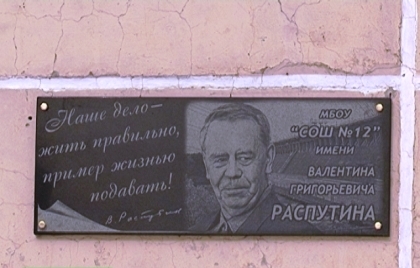 Наше дело–
жить правильно,
пример жизнью
подавать!
В. Распутин
МБОУ
"СОШ №12"
ИМЕНИ
ВАЛЕНТИНА
ГРИГОРЬЕВИЧА
РАСПУТИНА